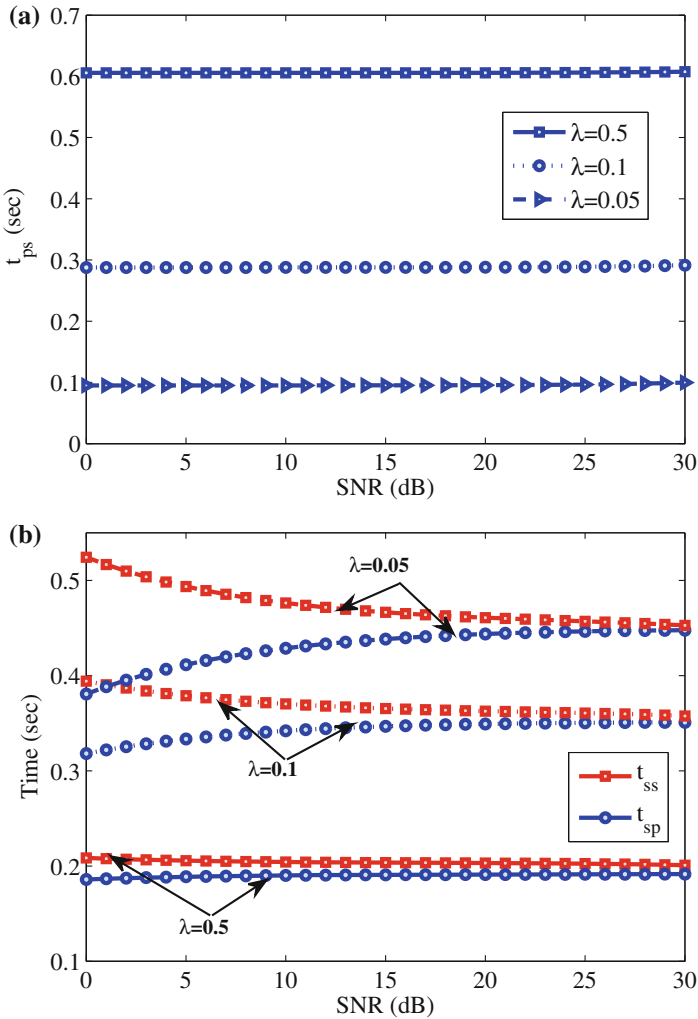 (a)
0.7
0.6
0.5
0.4
0.3
0.2
0.1
0
t_ps (sec)
λ=0.5
λ=0.1
λ=0.05
0 5 10 15 20 25 30
SNR (dB)
(b)
0.5
0.4
0.3
0.2
0.1
Time (sec)
λ=0.05
λ=0.1
λ=0.5
t_ss
t_sp
0 5 10 15 20 25 30
SNR (dB)